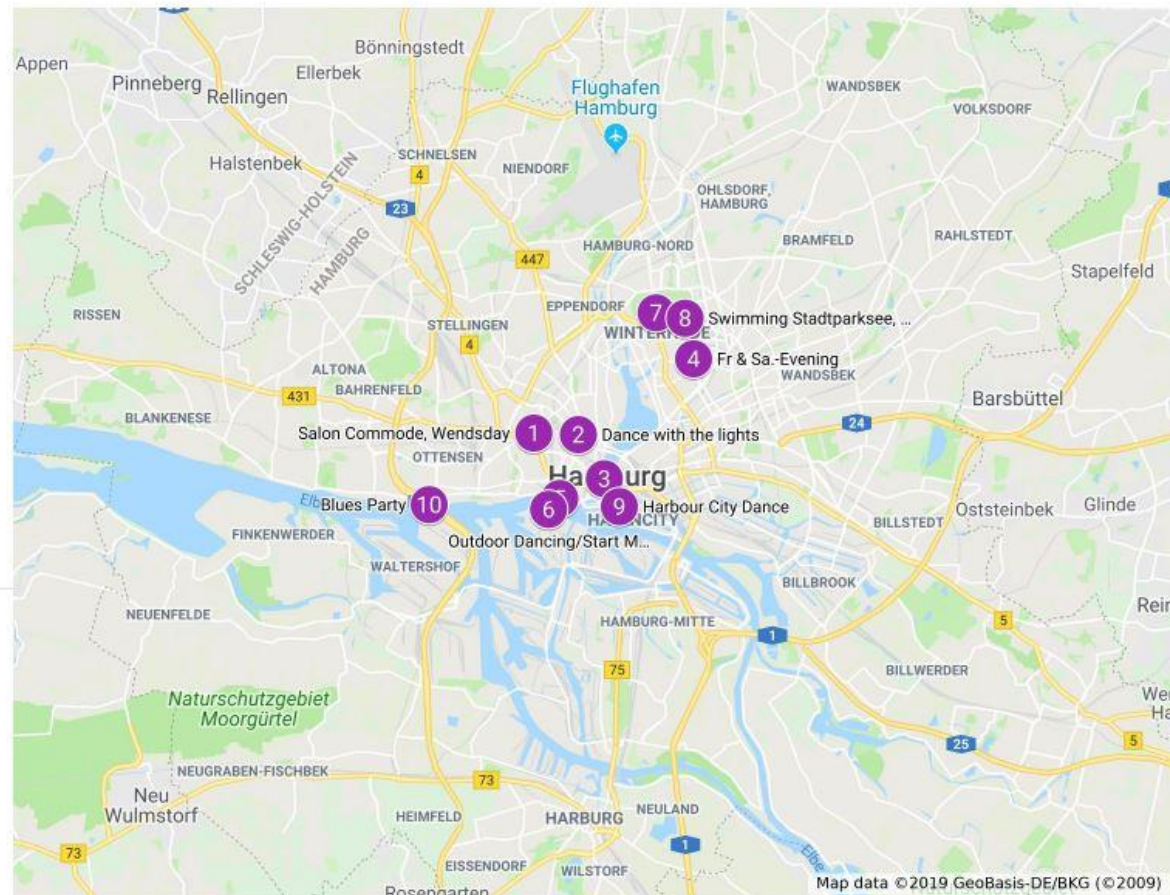 Appen
Pinneberg
Rellingen
Bönningstedt
Ellerbek
Halstenbek
Flughafen
Hamburg
WANDSBEK
VOLKSDORF
SCHNELSEN
4
NIENDORF
23
SCHLESWIG-HOLSTEIN
HAMBURG
OHLSDORF,
HAMBURG
HAMBURG-NORD
BRAMFELD
RAHLSTEDT
447
Stapelfeld
RISSEN
EPPENDORF
7
8
Swimming Stadtparksee, ...
STELLINGEN
4
4
Fr & Sa.-Evening
WANDSBEK
ALTONA
BAHRENFELD
431
BLANKENESE
Barsbüttel
24
Salon Commode, Wendsday
1
2
Dance with the lights
OTTENSEN
3
Blues Party
10
6
9
Harbour City Dance
Outdoor Dancing/Start M...
FINKENWERDER
BILLSTEDT
Oststeinbek
Glinde
WALTERSHOF
BILLBROOK
NEUENFELDE
HAMBURG-MITTE
1
5
75
BILLWERDER
Naturschutzgebiet
Moorgürtel
25
5
NEUGRABEN-FISCHBEK
73
Neu
Wulmstorf
HEIMFELD
HARBURG
NEULAND
73
1
Elbe
EISSENDORF
WILSTORF
Map data ©2019 GeoBasis-DE/BKG (©2009)